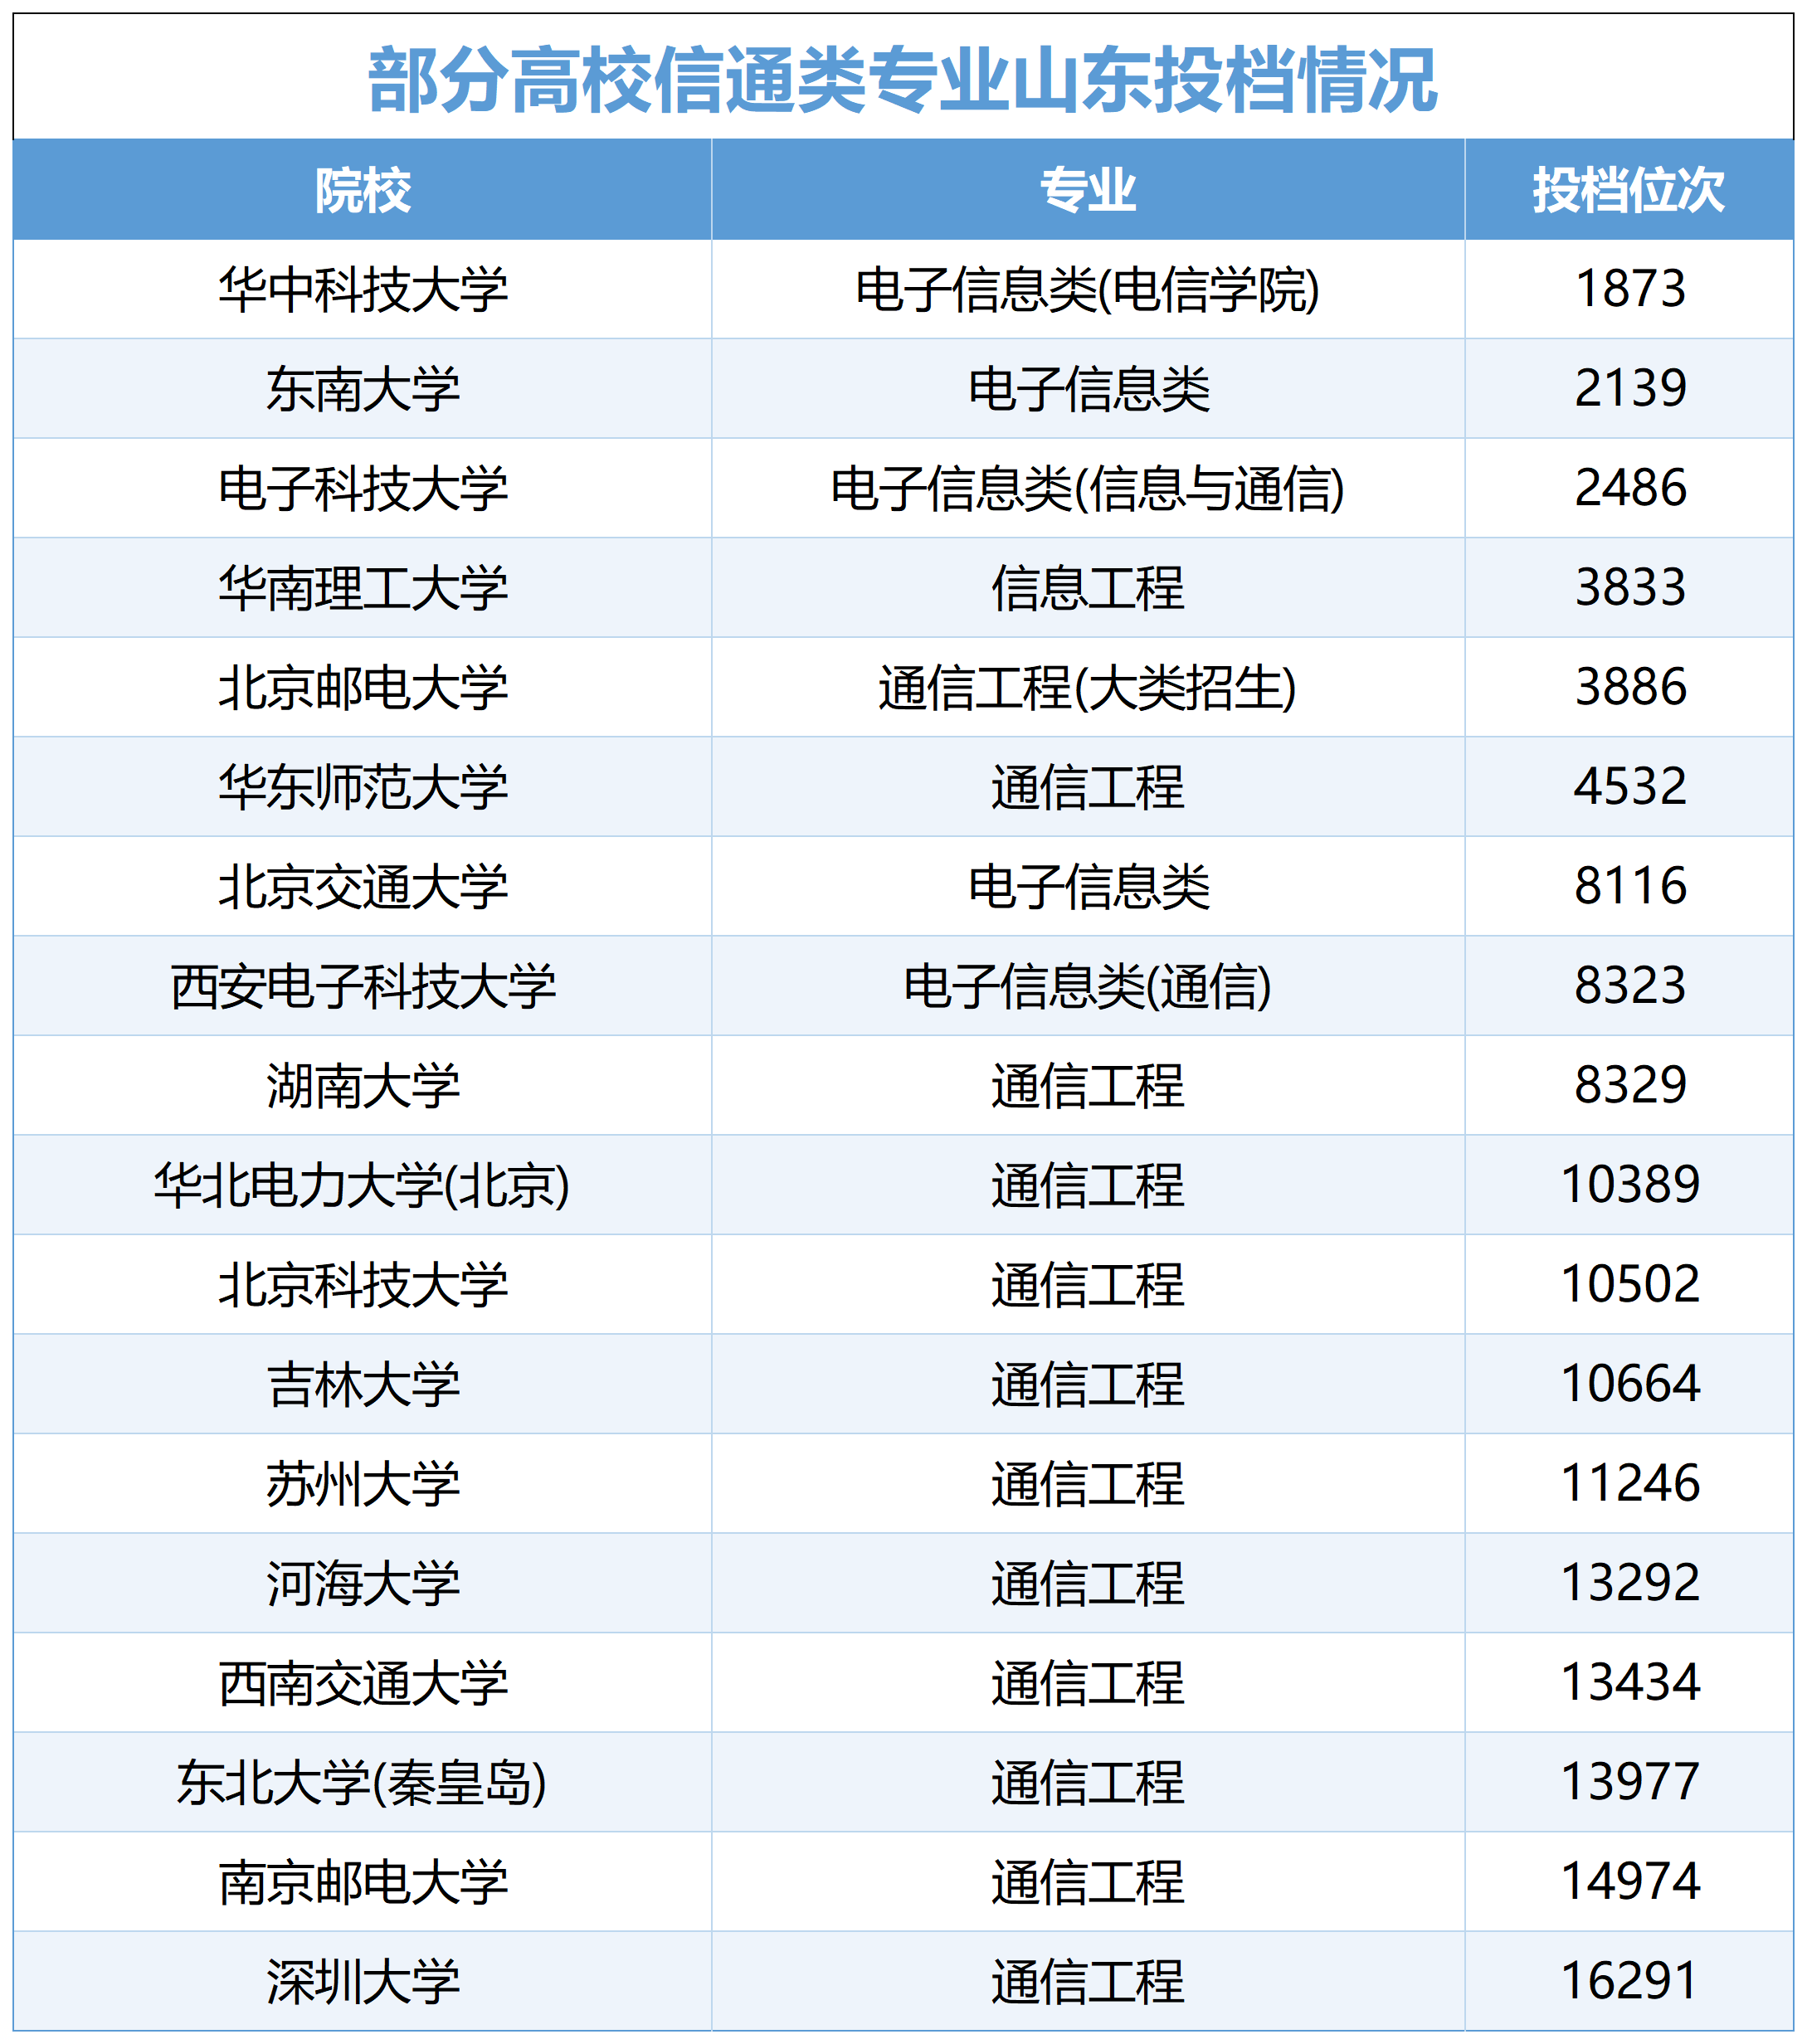 部分高校信通类专业山东投档情况
院校 专业 投档位次
华中科技大学 电子信息类(电信学院) 1873
东南大学 电子信息类 2139
电子科技大学 电子信息类(信息与通信) 2486
华南理工大学 信息工程 3833
北京邮电大学 通信工程(大类招生) 3886
华东师范大学 通信工程 4532
北京交通大学 电子信息类 8116
西安电子科技大学 电子信息类(通信) 8323
湖南大学 通信工程 8329
华北电力大学(北京) 通信工程 10389
北京科技大学 通信工程 10502
吉林大学 通信工程 10664
苏州大学 通信工程 11246
河海大学 通信工程 13292
西南交通大学 通信工程 13434
东北大学(秦皇岛) 通信工程 13977
南京邮电大学 通信工程 14974
深圳大学 通信工程 16291